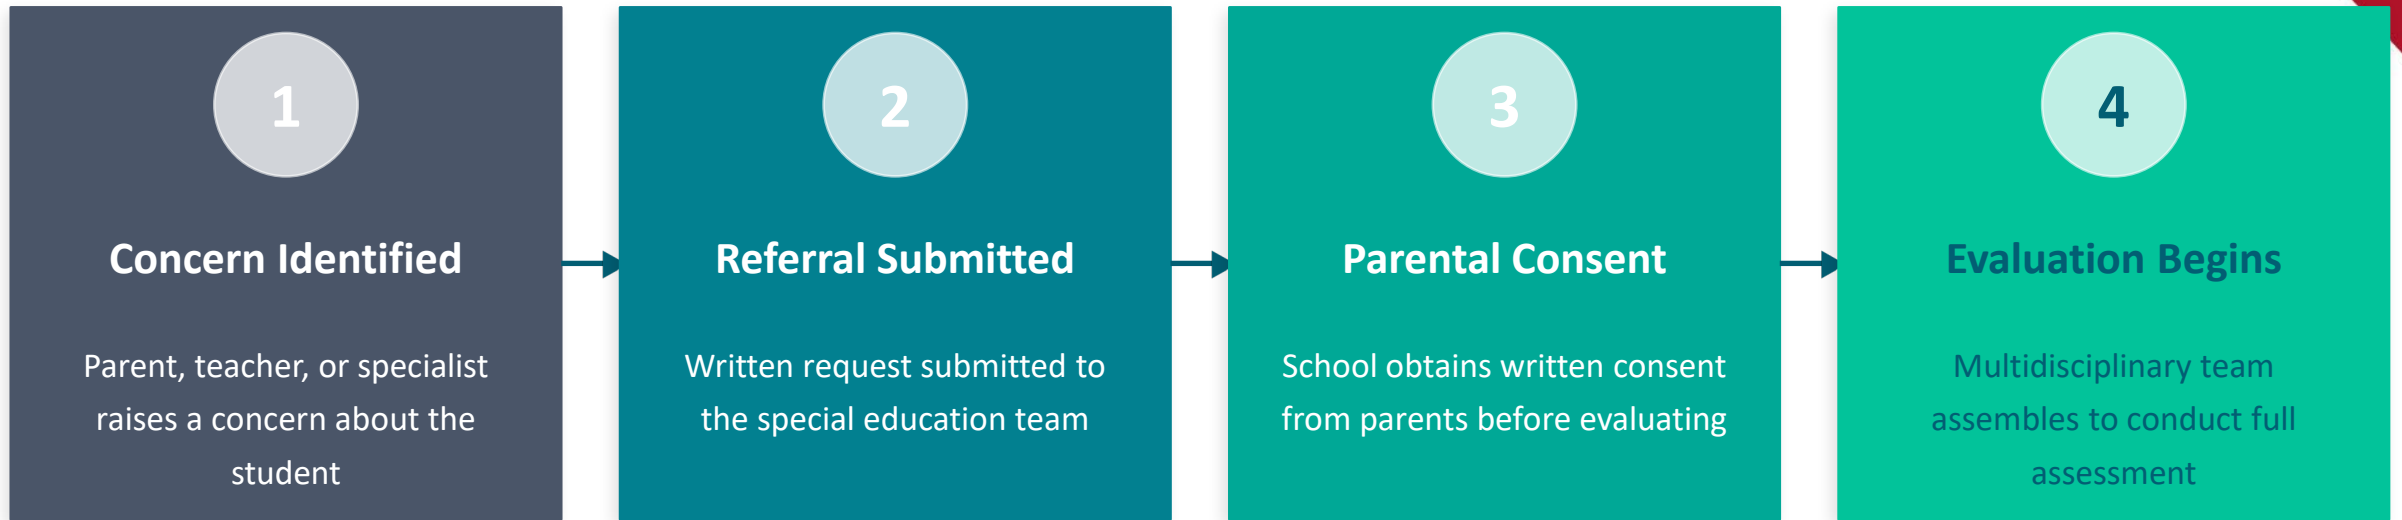 1
Concern Identified
Parent, teacher, or specialist
raises a concern about the
student
2
Referral Submitted
Written request submitted to
the special education team
3
Parental Consent
School obtains written consent
from parents before evaluating
4
Evaluation Begins
Multidisciplinary team
assembles to conduct full
assessment